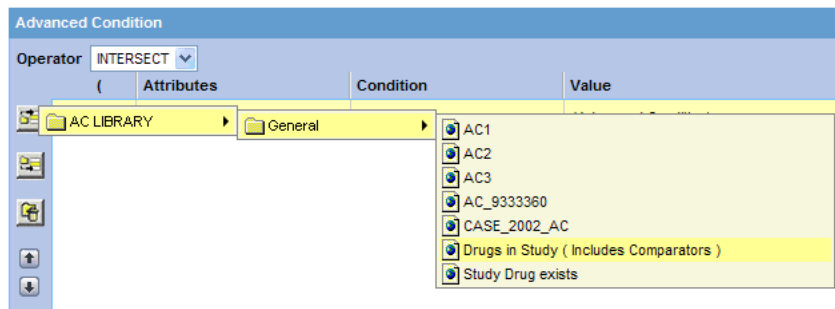 Advanced Condition
Operator INTERSECT
( Attributes Condition Value
AC LIBRARY
General
AC1
AC2
AC3
AC_9333360
CASE_2002_AC
Drugs in Study ( Includes Comparators )
Study Drug exists